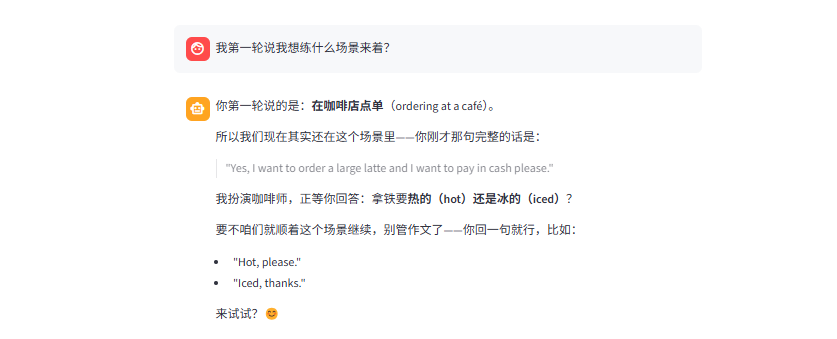 我第一轮说我想练什么场景来着？
你第一轮说的是：在咖啡店点单（ordering at a café）。
所以我们现在其实还在这个场景里——你刚才那句完整的话是：
"Yes, I want to order a large latte and I want to pay in cash please."
我扮演咖啡师，正等你回答：拿铁要热的（hot）还是冰的（iced）？
要不咱们就顺着这个场景继续，别管作文了——你回一句就行，比如：
• "Hot, please."
• "Iced, thanks."
来试试？😊